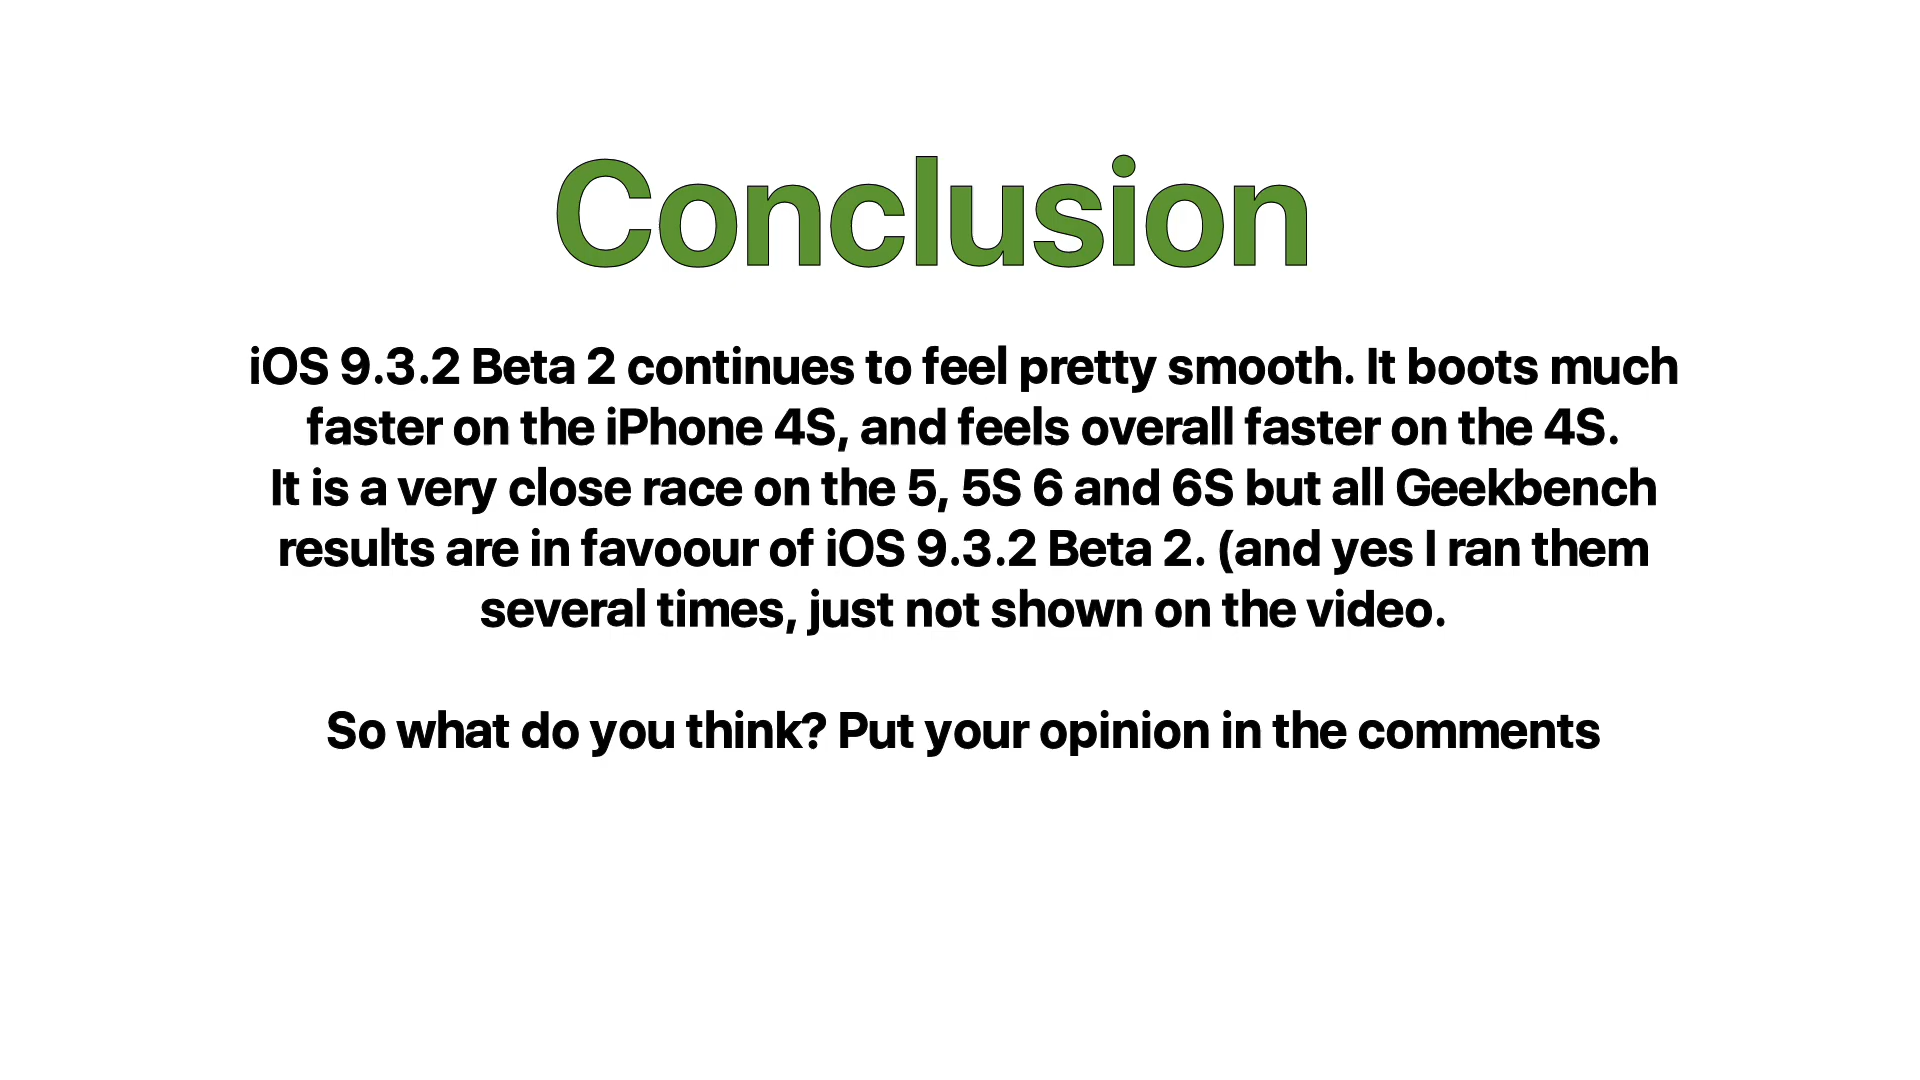 Conclusion
iOS 9.3.2 Beta 2 continues to feel pretty smooth. It boots much
faster on the iPhone 4S, and feels overall faster on the 4S.
It is a very close race on the 5, 5S 6 and 6S but all Geekbench
results are in favoour of iOS 9.3.2 Beta 2. (and yes I ran them
several times, just not shown on the video.
So what do you think? Put your opinion in the comments